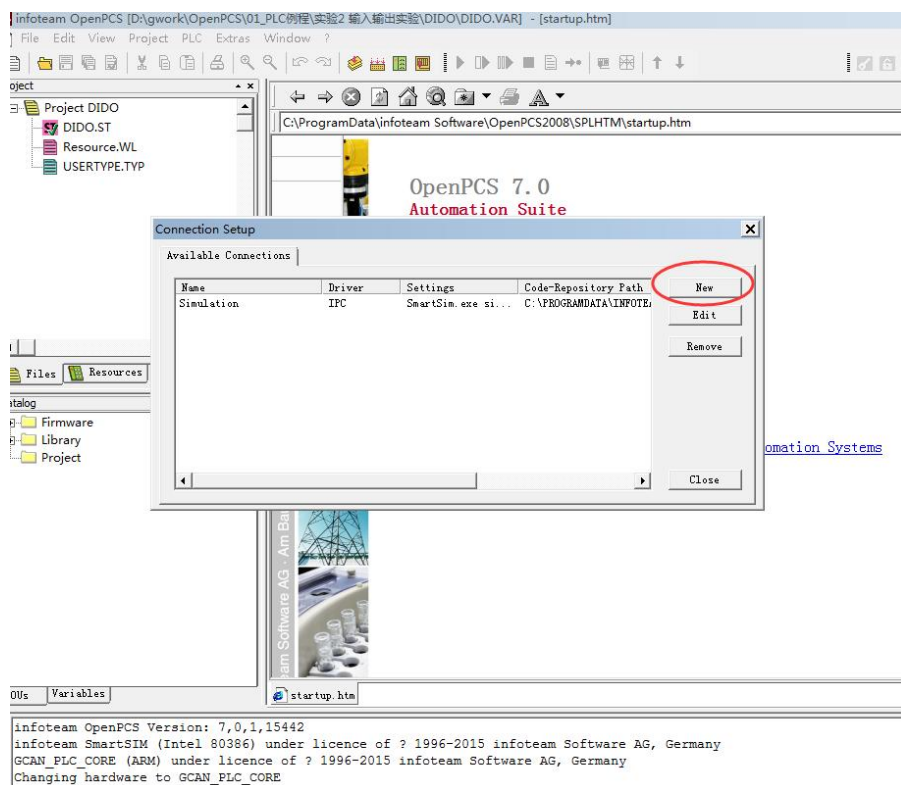 infoteam OpenPCS [D:\gwork\OpenPCS\01_PLC例程\实验2 输入输出实验\DIDO\DIDO.VAR] - [startup.htm]
File Edit View Project PLC Extras Window ?
oject
Project DIDO
DIDO.ST
Resource.WL
USERTYPE.TYP
C:\ProgramData\infoteam Software\OpenPCS2008\SPLHTM\startup.htm
OpenPCS 7.0
Automation Suite
Connection Setup
Available Connections
Name Driver Settings Code-Repository Path
Simulation IPC SmartSim.exe si... C:\PROGRAMDATA\INFOTE
New
Edit
Remove
Close
Files Resources
atalog
Firmware
Library
Project
omation Systems
am Software AG · Am Bau
OUs Variables
startup.htm
infoteam OpenPCS Version: 7,0,1,15442
infoteam SmartSIM (Intel 80386) under licence of ? 1996-2015 infoteam Software AG, Germany
GCAN_PLC_CORE (ARM) under licence of ? 1996-2015 infoteam Software AG, Germany
Changing hardware to GCAN_PLC_CORE